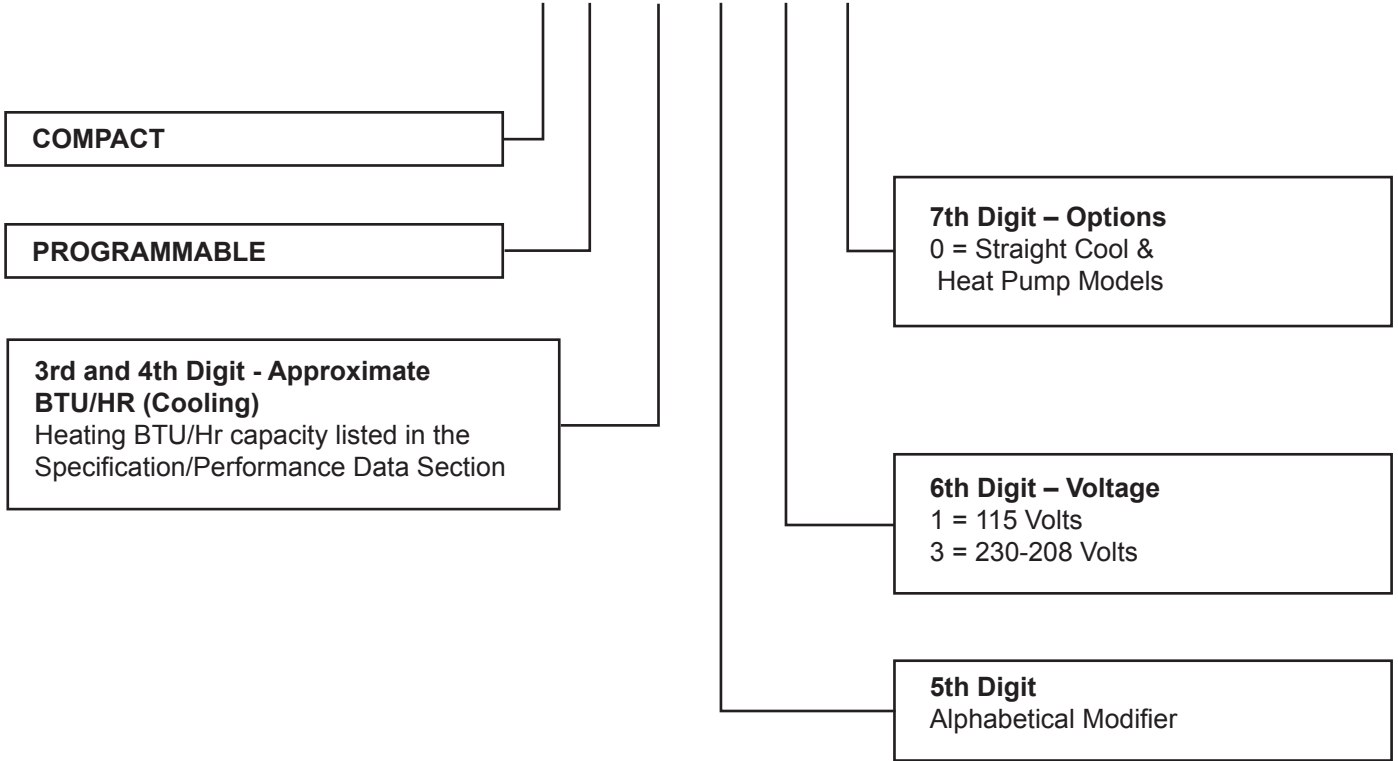 COMPACT
PROGRAMMABLE
3rd and 4th Digit - Approximate
BTU/HR (Cooling)
Heating BTU/Hr capacity listed in the
Specification/Performance Data Section
7th Digit – Options
0 = Straight Cool &
Heat Pump Models
6th Digit – Voltage
1 = 115 Volts
3 = 230-208 Volts
5th Digit
Alphabetical Modifier